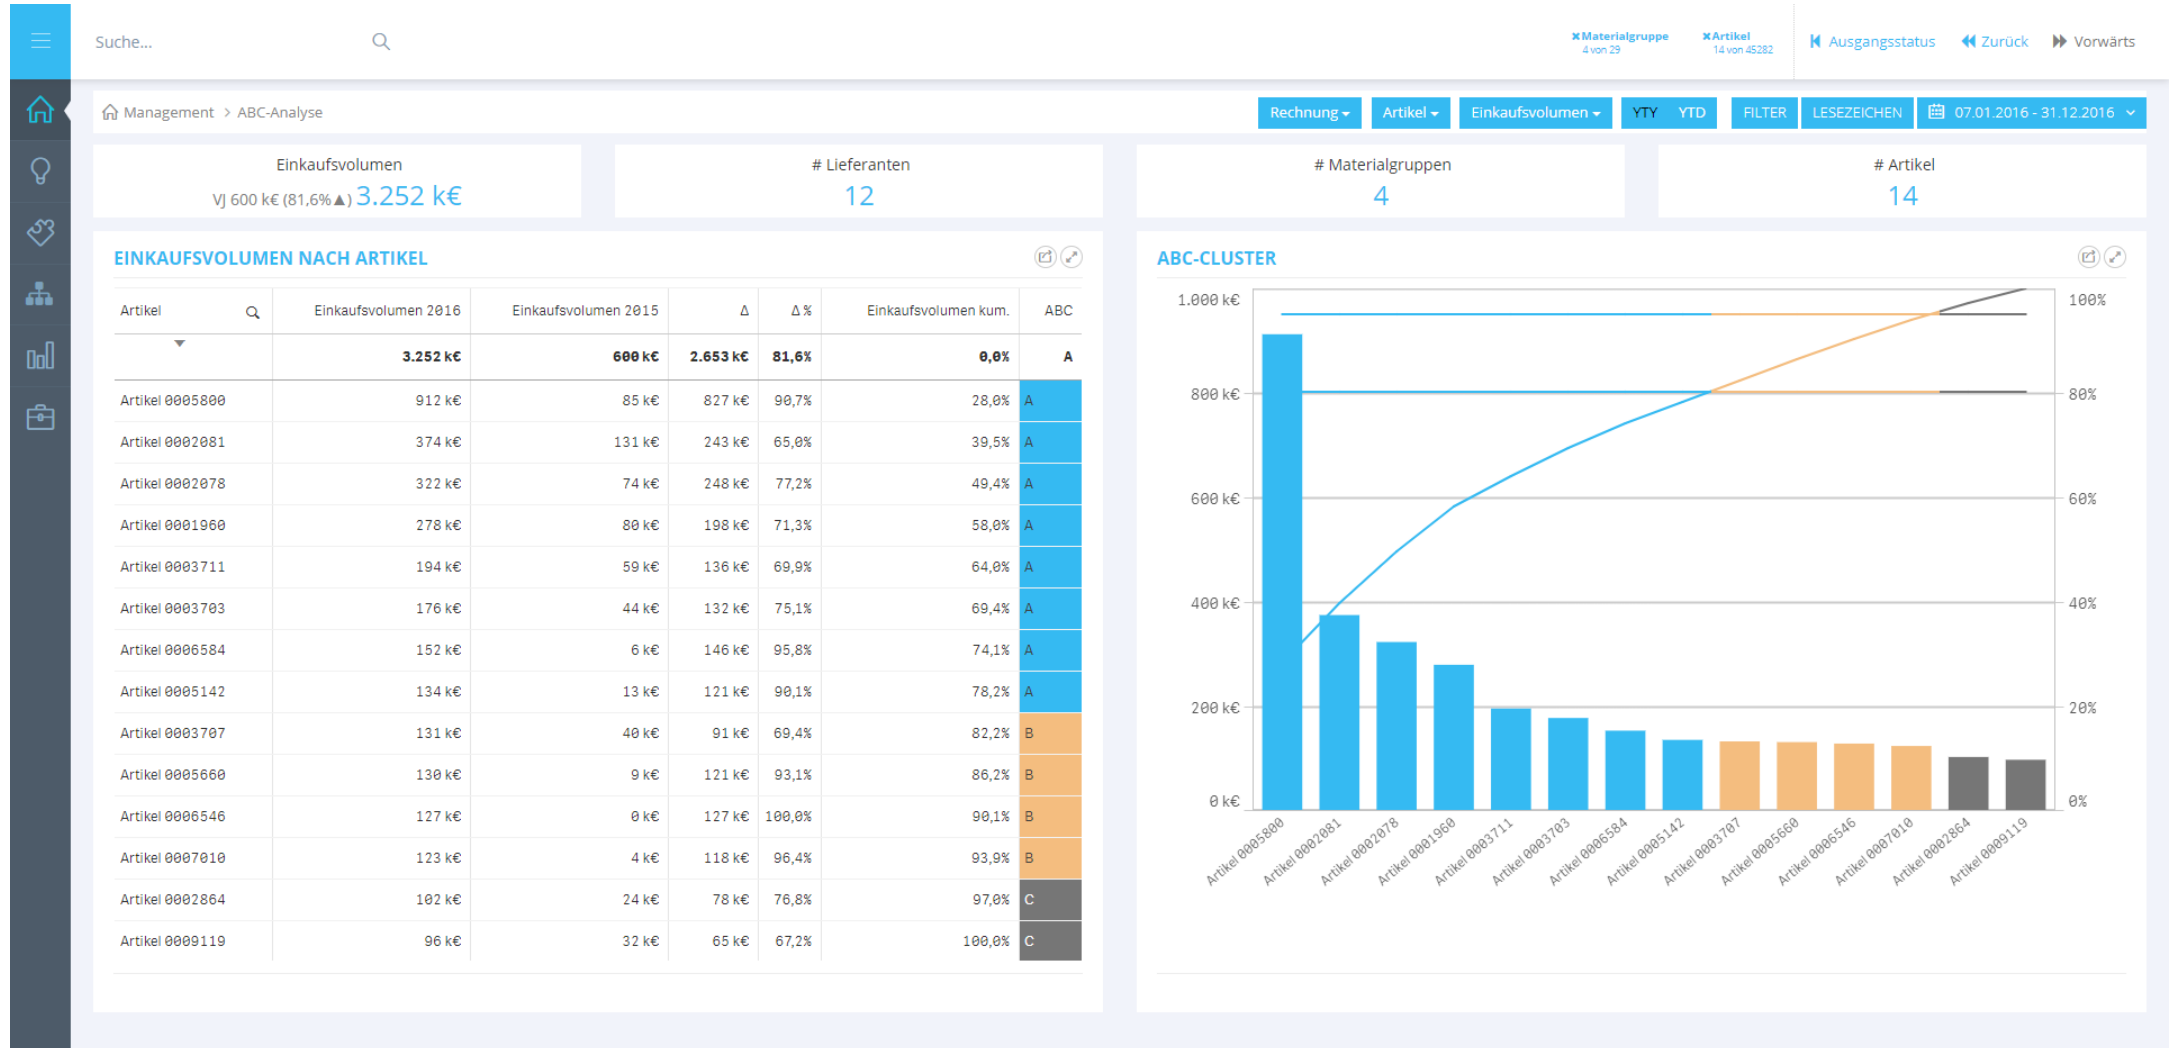 Suche...
Materialgruppe
4 von 29
Artikel
14 von 45282
Ausgangsstatus
Zurück
Vorwärts
Management > ABC-Analyse
Rechnung
Artikel
Einkaufsvolumen
YTY YTD
FILTER
LESEZEICHEN
07.01.2016 - 31.12.2016
Einkaufsvolumen
VJ 600 k€ (81,6%▲) 3.252 k€
# Lieferanten
12
# Materialgruppen
4
# Artikel
14
EINKAUFSVOLUMEN NACH ARTIKEL
Artikel Einkaufsvolumen 2016 Einkaufsvolumen 2015 Δ Δ % Einkaufsvolumen kum. ABC
3.252 k€ 600 k€ 2.653 k€ 81,6% 0,0% A
Artikel 0005800 912 k€ 85 k€ 827 k€ 90,7% 28,0% A
Artikel 0002081 374 k€ 131 k€ 243 k€ 65,0% 39,5% A
Artikel 0002078 322 k€ 74 k€ 248 k€ 77,2% 49,4% A
Artikel 0001960 278 k€ 80 k€ 198 k€ 71,3% 58,0% A
Artikel 0003711 194 k€ 59 k€ 136 k€ 69,9% 64,0% A
Artikel 0003703 176 k€ 44 k€ 132 k€ 75,1% 69,4% A
Artikel 0006584 152 k€ 6 k€ 146 k€ 95,8% 74,1% A
Artikel 0005142 134 k€ 13 k€ 121 k€ 90,1% 78,2% A
Artikel 0003707 131 k€ 40 k€ 91 k€ 69,4% 82,2% B
Artikel 0005660 130 k€ 9 k€ 121 k€ 93,1% 86,2% B
Artikel 0006546 127 k€ 0 k€ 127 k€ 100,0% 90,1% B
Artikel 0007010 123 k€ 4 k€ 118 k€ 96,4% 93,9% B
Artikel 0002864 102 k€ 24 k€ 78 k€ 76,8% 97,0% C
Artikel 0009119 96 k€ 32 k€ 65 k€ 67,2% 100,0% C
ABC-CLUSTER
1.000 k€ 100%
800 k€ 80%
600 k€ 60%
400 k€ 40%
200 k€ 20%
0 k€ 0%
Artikel 0005800
Artikel 0002081
Artikel 0002078
Artikel 0001960
Artikel 0003711
Artikel 0003703
Artikel 0006584
Artikel 0005142
Artikel 0003707
Artikel 0005660
Artikel 0006546
Artikel 0007010
Artikel 0002864
Artikel 0009119